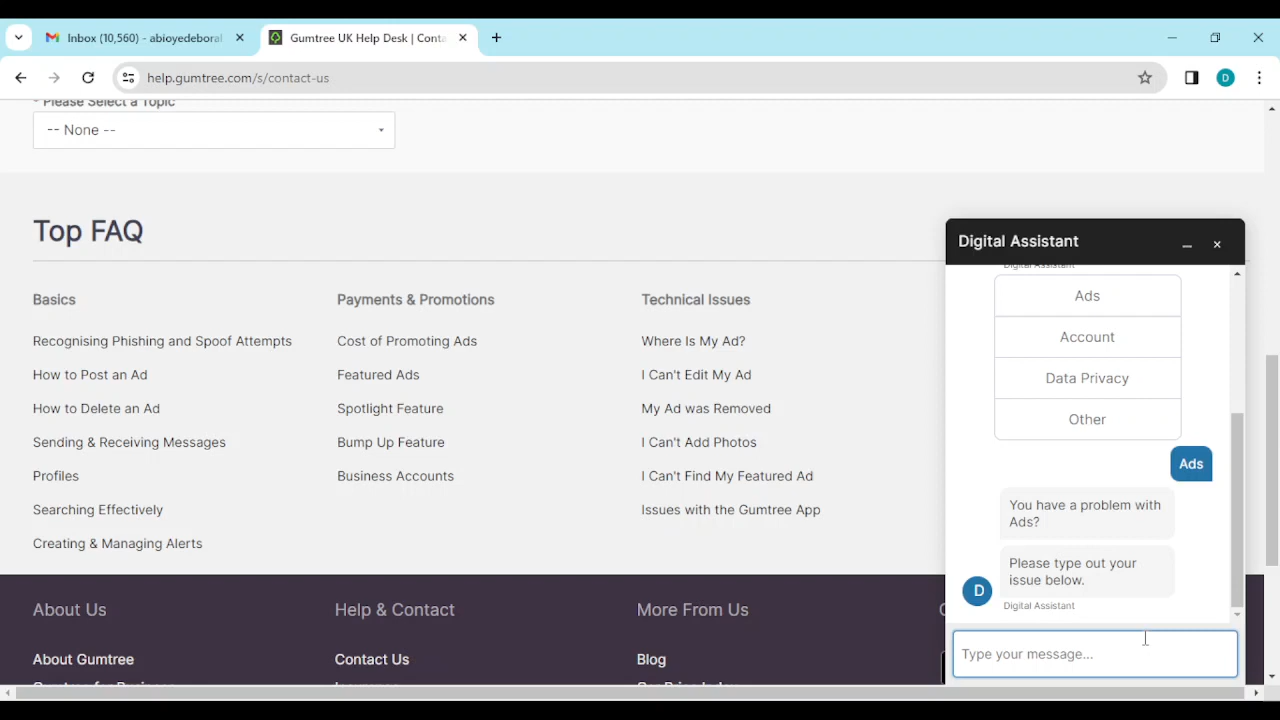 Inbox (10,560) - abioyedeboral
Gumtree UK Help Desk | Conta
help.gumtree.com/s/contact-us
D
- Please Select a Topic
-- None --
Top FAQ
Basics
Recognising Phishing and Spoof Attempts
How to Post an Ad
How to Delete an Ad
Sending & Receiving Messages
Profiles
Searching Effectively
Creating & Managing Alerts
Payments & Promotions
Cost of Promoting Ads
Featured Ads
Spotlight Feature
Bump Up Feature
Business Accounts
Technical Issues
Where Is My Ad?
I Can't Edit My Ad
My Ad was Removed
I Can't Add Photos
I Can't Find My Featured Ad
Issues with the Gumtree App
About Us
About Gumtree
Help & Contact
Contact Us
More From Us
Blog
Digital Assistant
Digital Assistant
Ads
Account
Data Privacy
Other
Ads
You have a problem with
Ads?
Please type out your
issue below.
D
Digital Assistant
Type your message...